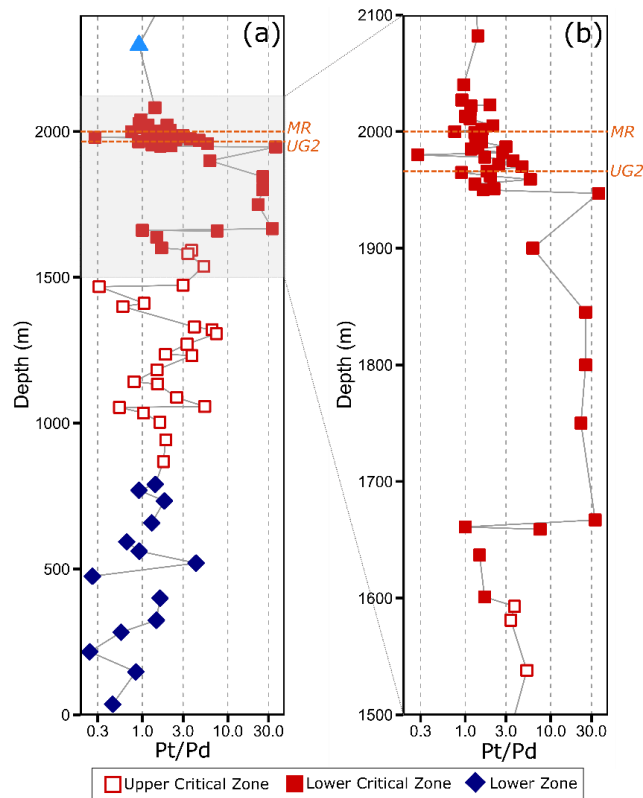 (a)
(b)
2000
1500
1000
500
0
Depth (m)
MR
UG2
0.3 1.0 3.0 10.0 30.0
Pt/Pd
2100
2000
1900
1800
1700
1600
1500
Depth (m)
MR
UG2
0.3 1.0 3.0 10.0 30.0
Pt/Pd
Upper Critical Zone Lower Critical Zone Lower Zone